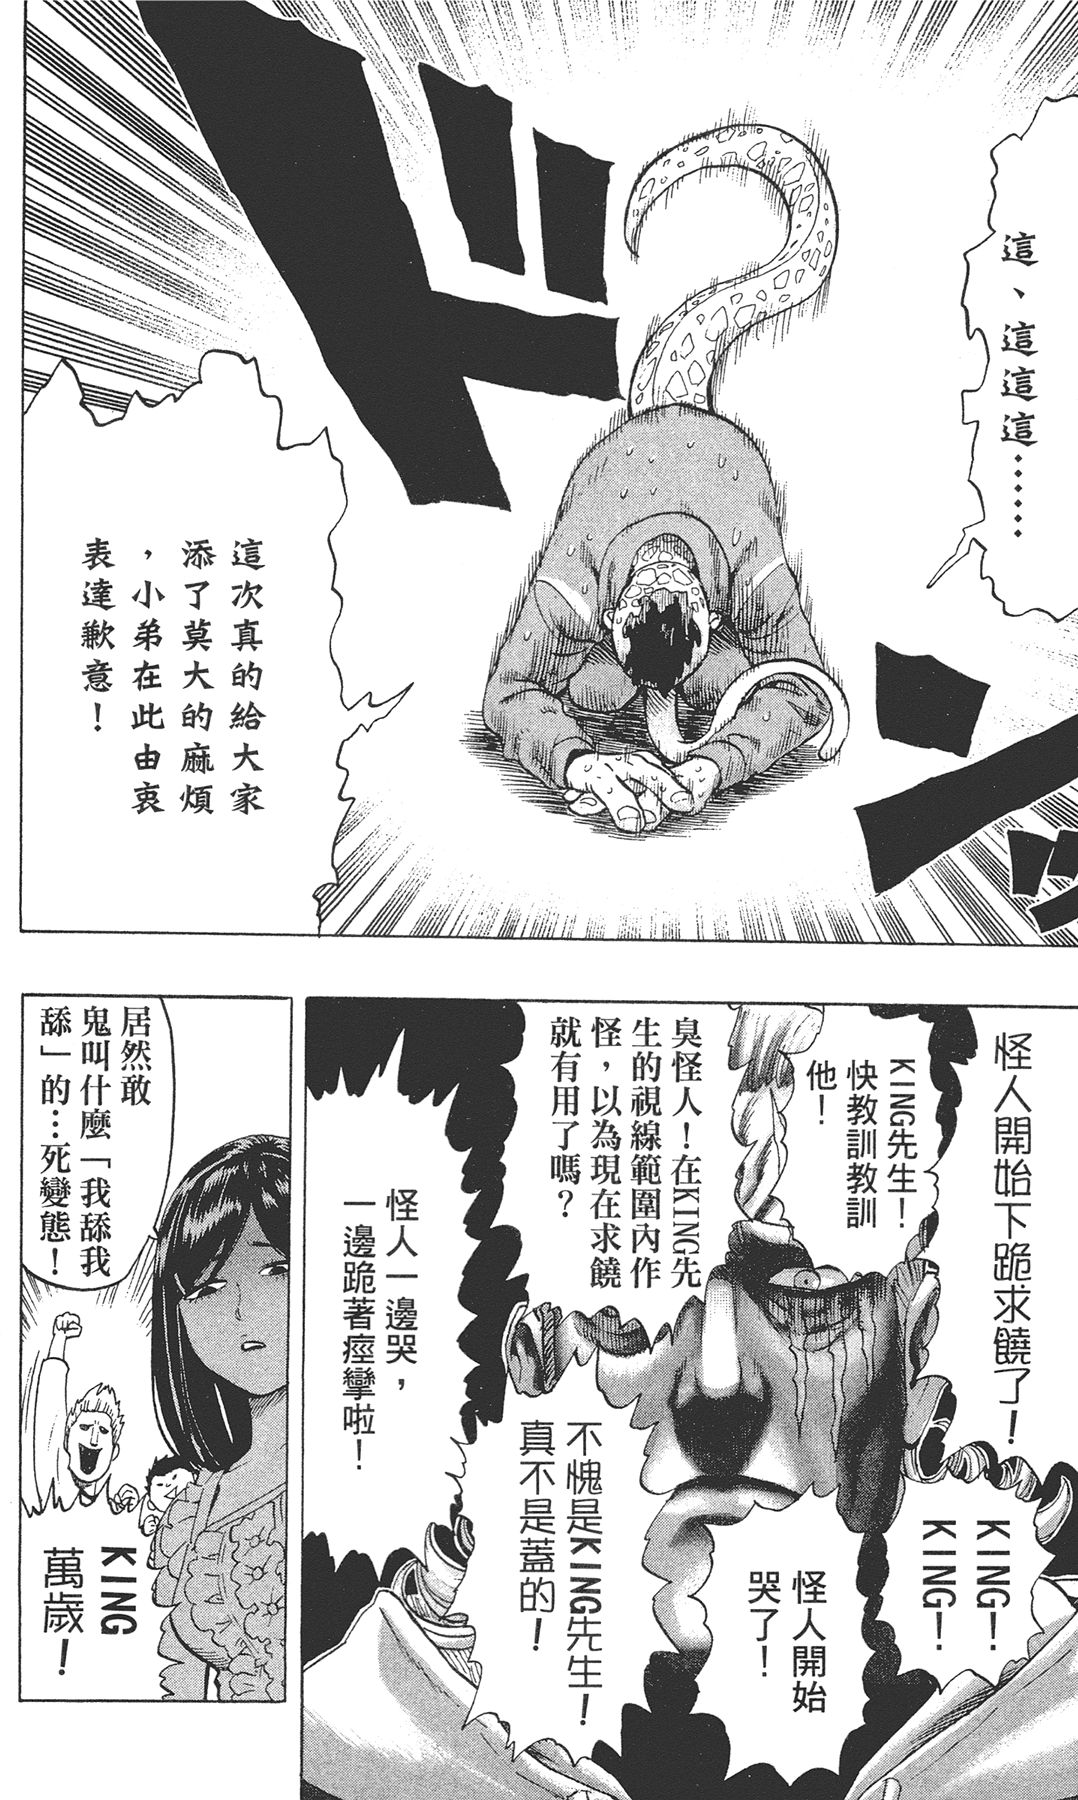 這、這這這……
這次真的給大家
添了莫大的麻煩
，小弟在此由衷
表達歉意！
怪人開始下跪求饒了！
KING先生！
快教訓教訓
他！
臭怪人！在KING先
生的視線範圍內作
怪，以為現在求饒
就有用了嗎？
KING！
KING！
KING！
KING！
怪人開始
哭了！
不愧是KING先生！
真不是蓋的！
怪人一邊哭，
一邊跪著痙攣啦！
居然敢
鬼叫什麼「我舔我
舔」的…死變態！
KING
萬歲！